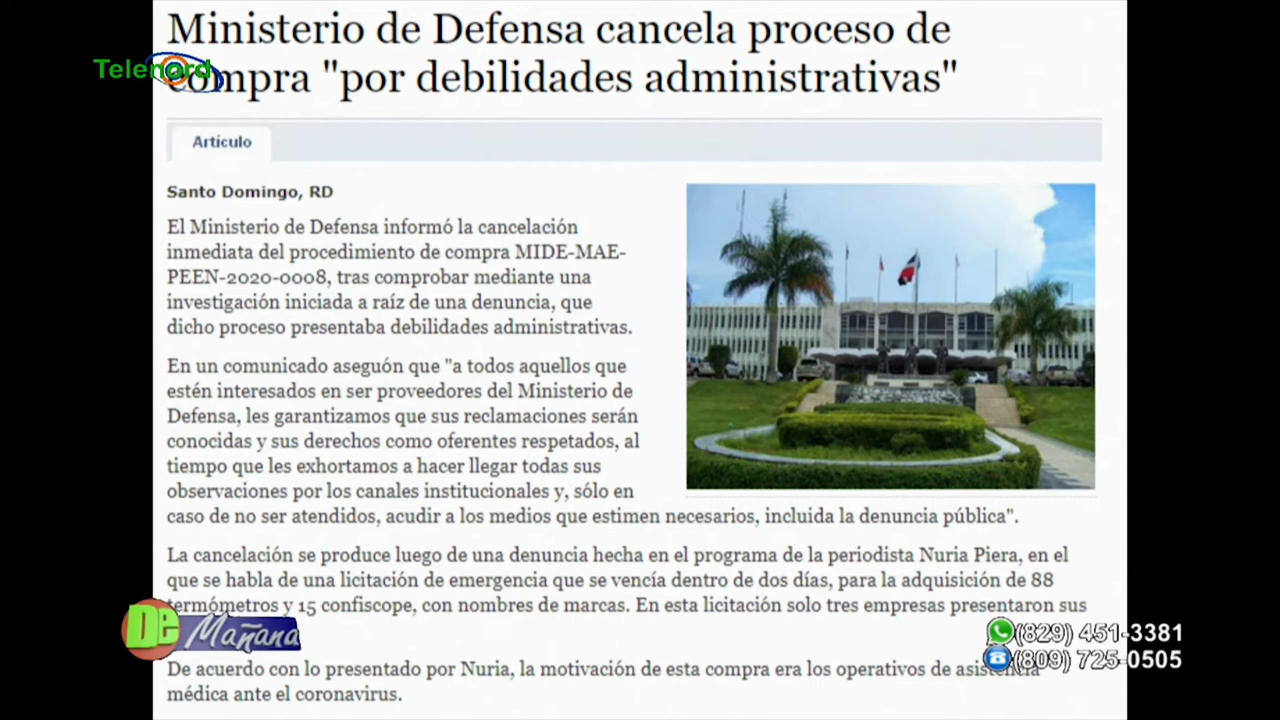 Ministerio de Defensa cancela proceso de
compra "por debilidades administrativas"
Telenord
Artículo
Santo Domingo, RD
El Ministerio de Defensa informó la cancelación
inmediata del procedimiento de compra MIDE-MAE-
PEEN-2020-0008, tras comprobar mediante una
investigación iniciada a raíz de una denuncia, que
dicho proceso presentaba debilidades administrativas.
En un comunicado aseguón que "a todos aquellos que
estén interesados en ser proveedores del Ministerio de
Defensa, les garantizamos que sus reclamaciones serán
conocidas y sus derechos como oferentes respetados, al
tiempo que les exhortamos a hacer llegar todas sus
observaciones por los canales institucionales y, sólo en
caso de no ser atendidos, acudir a los medios que estimen necesarios, incluida la denuncia pública".
La cancelación se produce luego de una denuncia hecha en el programa de la periodista Nuria Piera, en el
que se habla de una licitación de emergencia que se vencía dentro de dos días, para la adquisición de 88
termómetros y 15 confiscope, con nombres de marcas. En esta licitación solo tres empresas presentaron sus
De Mañana
(829) 451-3381
(809) 725-0505
De acuerdo con lo presentado por Nuria, la motivación de esta compra era los operativos de asistencia
médica ante el coronavirus.